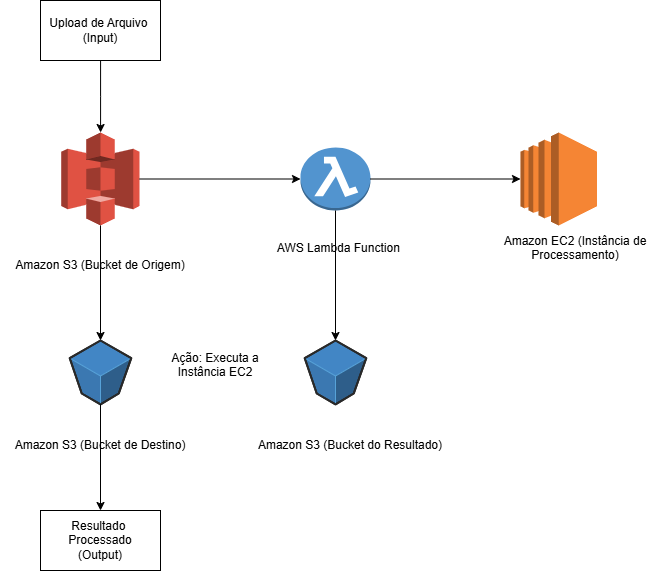 Upload de Arquivo
(Input)
Amazon S3 (Bucket de Origem)
AWS Lambda Function
Amazon EC2 (Instância de
Processamento)
Ação: Executa a
Instância EC2
Amazon S3 (Bucket de Destino)
Amazon S3 (Bucket do Resultado)
Resultado
Processado
(Output)